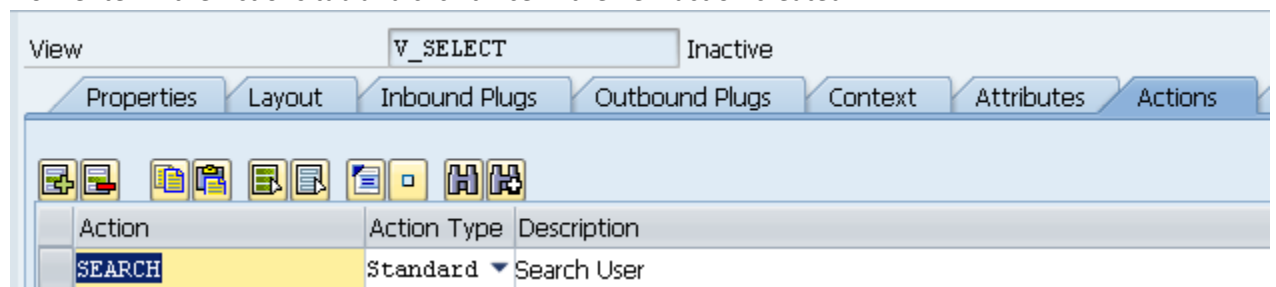 View V_SELECT Inactive
Properties Layout Inbound Plugs Outbound Plugs Context Attributes Actions
Action Action Type Description
SEARCH Standard Search User